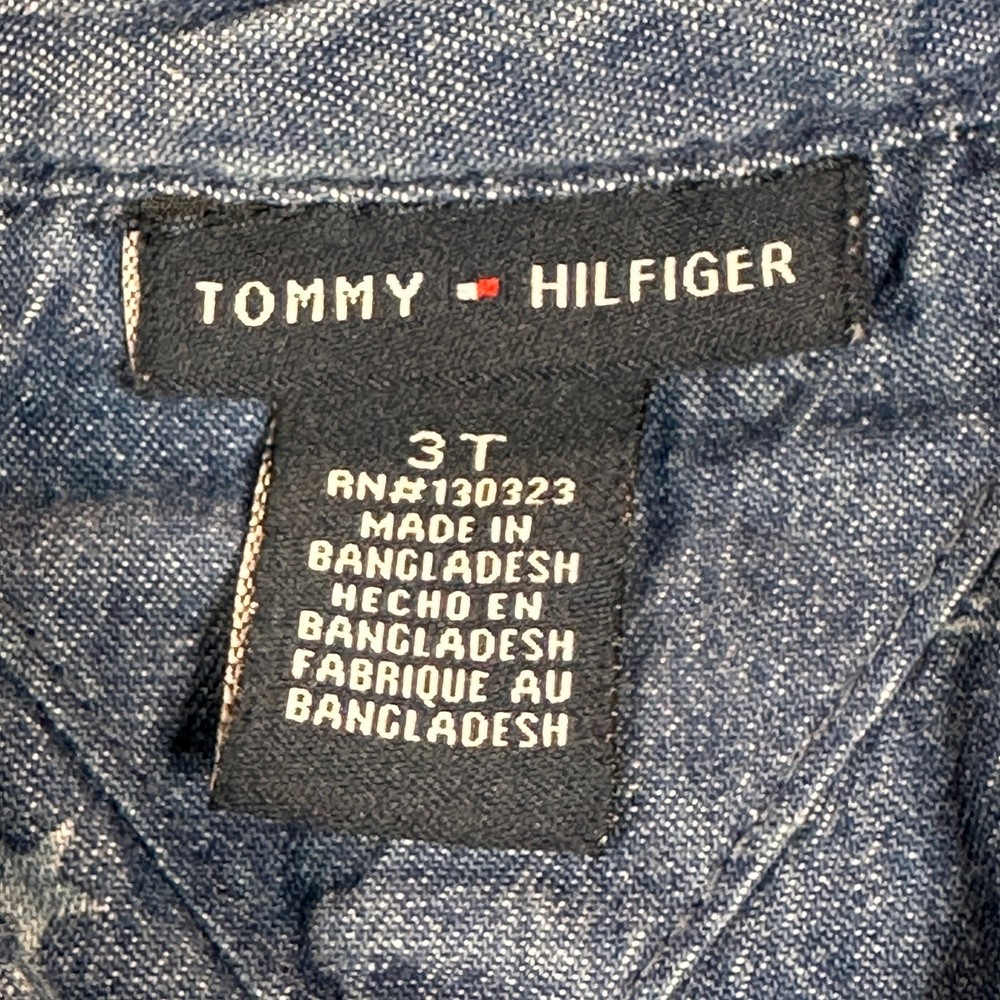 TOMMY HILFIGER
3T
RN#130323
MADE IN
BANGLADESH
HECHO EN
BANGLADESH
FABRIQUE AU
BANGLADESH